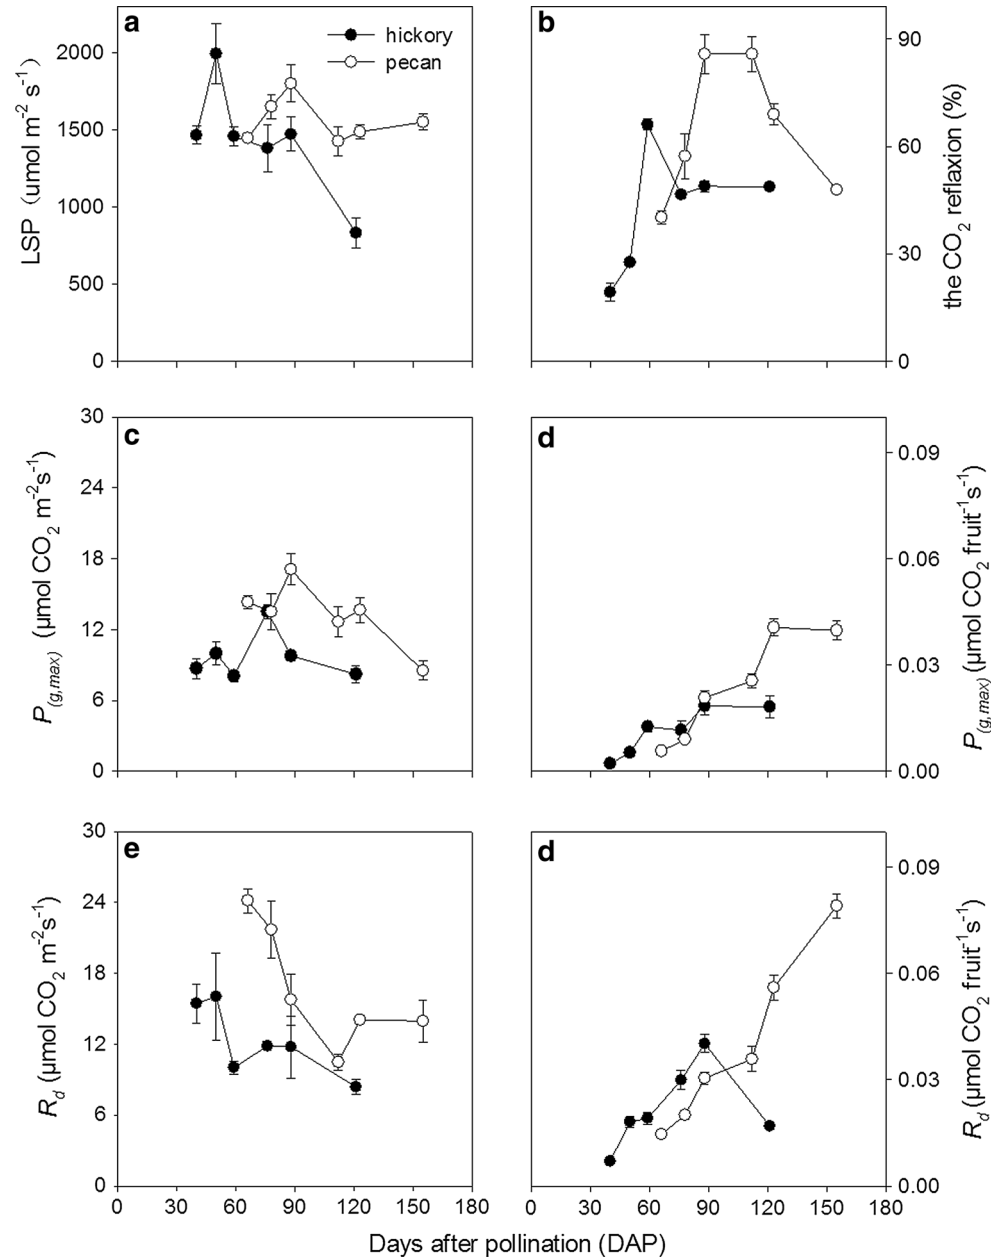 a
hickory
pecan
2000
1500
1000
500
0
LSP (umol m-2 s-1)
b
90
60
30
0
the CO2 reflaxion (%)
c
30
24
18
12
6
0
P(g,max) (µmol CO2 m-2s-1)
d
0.09
0.06
0.03
0.00
P(g,max) (µmol CO2 fruit-1s-1)
e
30
24
18
12
6
0
Rd (µmol CO2 m-2s-1)
d
0.09
0.06
0.03
0.00
Rd (µmol CO2 fruit-1s-1)
0 30 60 90 120 150 180
0 30 60 90 120 150 180
Days after pollination (DAP)